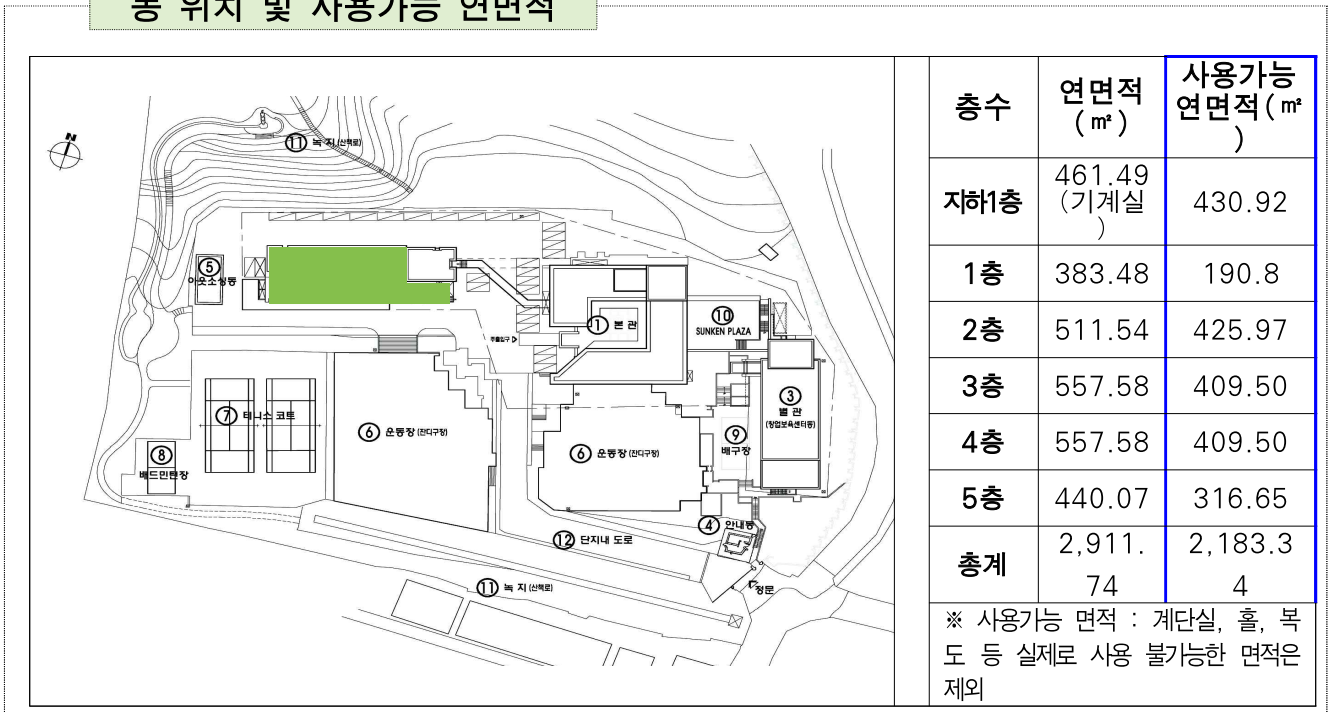 동 위치 및 사용가능 연면적
N
⑪ 녹 지 (산책로)
⑤
아웃소싱동
① 본 관
⑩
SUNKEN PLAZA
주출입구
③
별 관
(창업보육센터동)
⑦ 테니스 코트
⑥ 운동장 (잔디구장)
⑥ 운동장 (잔디구장)
⑨
배구장
⑧
배드민턴장
④ 안내동
⑫ 단지내 도로
⑪ 녹 지 (산책로)
정문
층수
연면적
(㎡)
사용가능
연면적(㎡
)
지하1층
461.49
(기계실
)
430.92
1층 383.48 190.8
2층 511.54 425.97
3층 557.58 409.50
4층 557.58 409.50
5층 440.07 316.65
총계
2,911.
74
2,183.3
4
※ 사용가능 면적 : 계단실, 홀, 복
도 등 실제로 사용 불가능한 면적은
제외